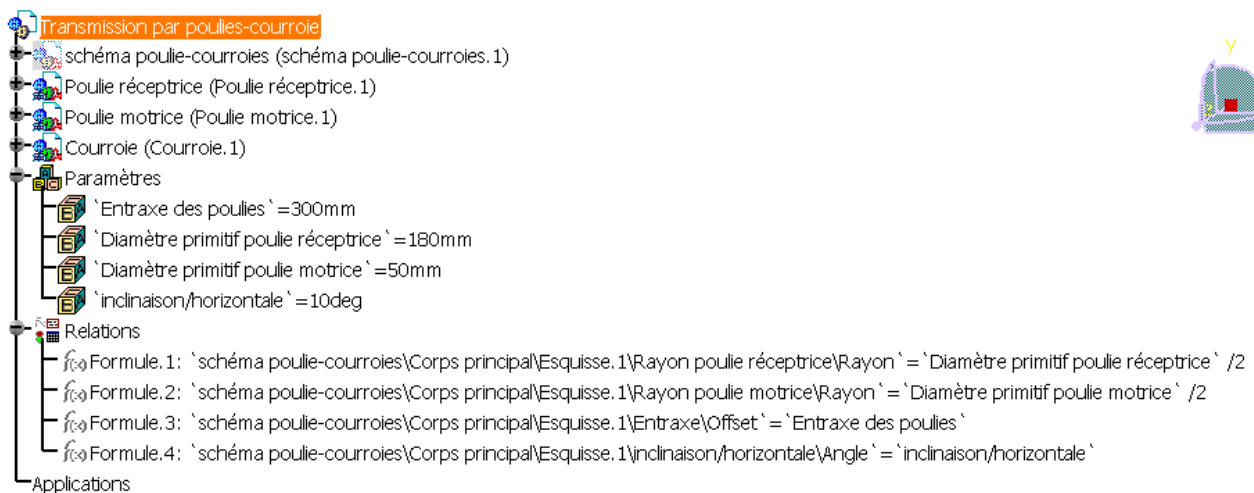 Transmission par poulies-courroie
schéma poulie-courroies (schéma poulie-courroies.1)
Poulie réceptrice (Poulie réceptrice.1)
Poulie motrice (Poulie motrice.1)
Courroie (Courroie.1)
Paramètres
`Entraxe des poulies`=300mm
`Diamètre primitif poulie réceptrice`=180mm
`Diamètre primitif poulie motrice`=50mm
`inclinaison/horizontale`=10deg
Relations
f(x) Formule.1: `schéma poulie-courroies\Corps principal\Esquisse.1\Rayon poulie réceptrice\Rayon`=`Diamètre primitif poulie réceptrice` /2
f(x) Formule.2: `schéma poulie-courroies\Corps principal\Esquisse.1\Rayon poulie motrice\Rayon`=`Diamètre primitif poulie motrice` /2
f(x) Formule.3: `schéma poulie-courroies\Corps principal\Esquisse.1\Entraxe\Offset`=`Entraxe des poulies`
f(x) Formule.4: `schéma poulie-courroies\Corps principal\Esquisse.1\inclinaison/horizontale\Angle`=`inclinaison/horizontale`
Applications
y